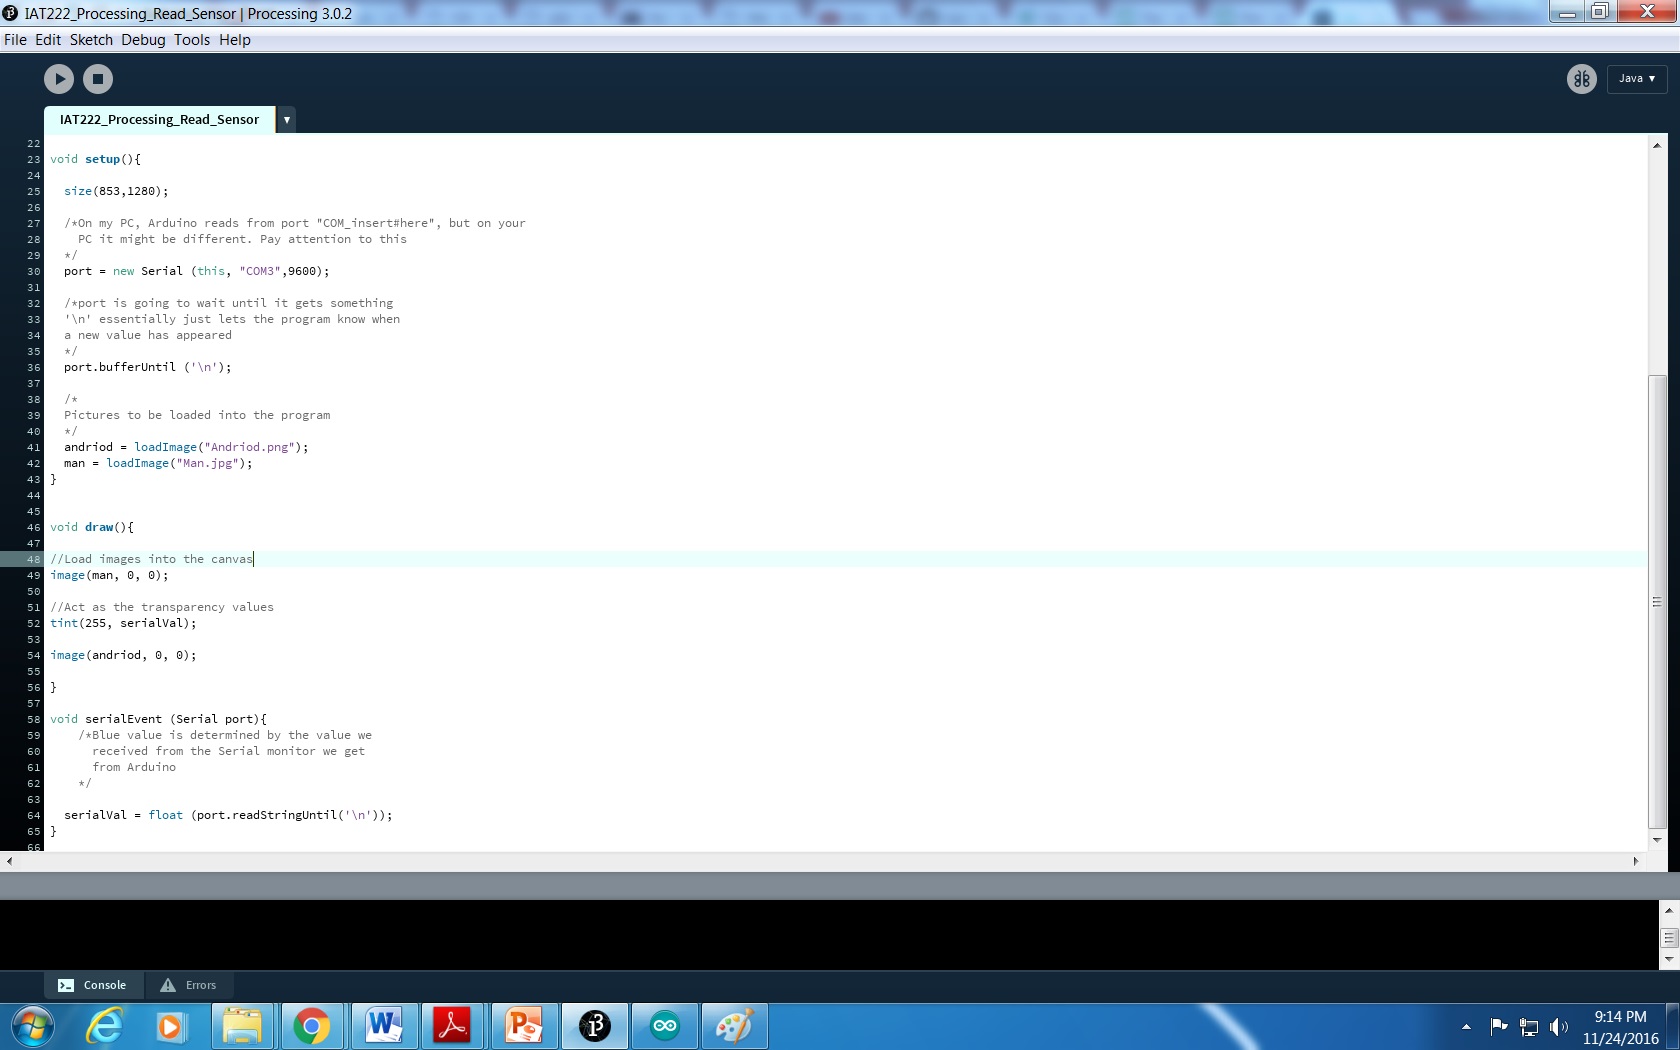 IAT222_Processing_Read_Sensor | Processing 3.0.2
File Edit Sketch Debug Tools Help
Java ▼
IAT222_Processing_Read_Sensor ▼
22
23 void setup(){
24
25   size(853,1280);
26
27   /*On my PC, Arduino reads from port "COM_insert#here", but on your
28     PC it might be different. Pay attention to this
29   */
30   port = new Serial (this, "COM3",9600);
31
32   /*port is going to wait until it gets something
33   '\n' essentially just lets the program know when
34   a new value has appeared
35   */
36   port.bufferUntil ('\n');
37
38   /*
39   Pictures to be loaded into the program
40   */
41   andriod = loadImage("Andriod.png");
42   man = loadImage("Man.jpg");
43 }
44
45
46 void draw(){
47
48 //Load images into the canvas
49 image(man, 0, 0);
50
51 //Act as the transparency values
52 tint(255, serialVal);
53
54 image(andriod, 0, 0);
55
56 }
57
58 void serialEvent (Serial port){
59     /*Blue value is determined by the value we
60       received from the Serial monitor we get
61       from Arduino
62     */
63
64   serialVal = float (port.readStringUntil('\n'));
65 }
66
Console Errors
9:14 PM
11/24/2016